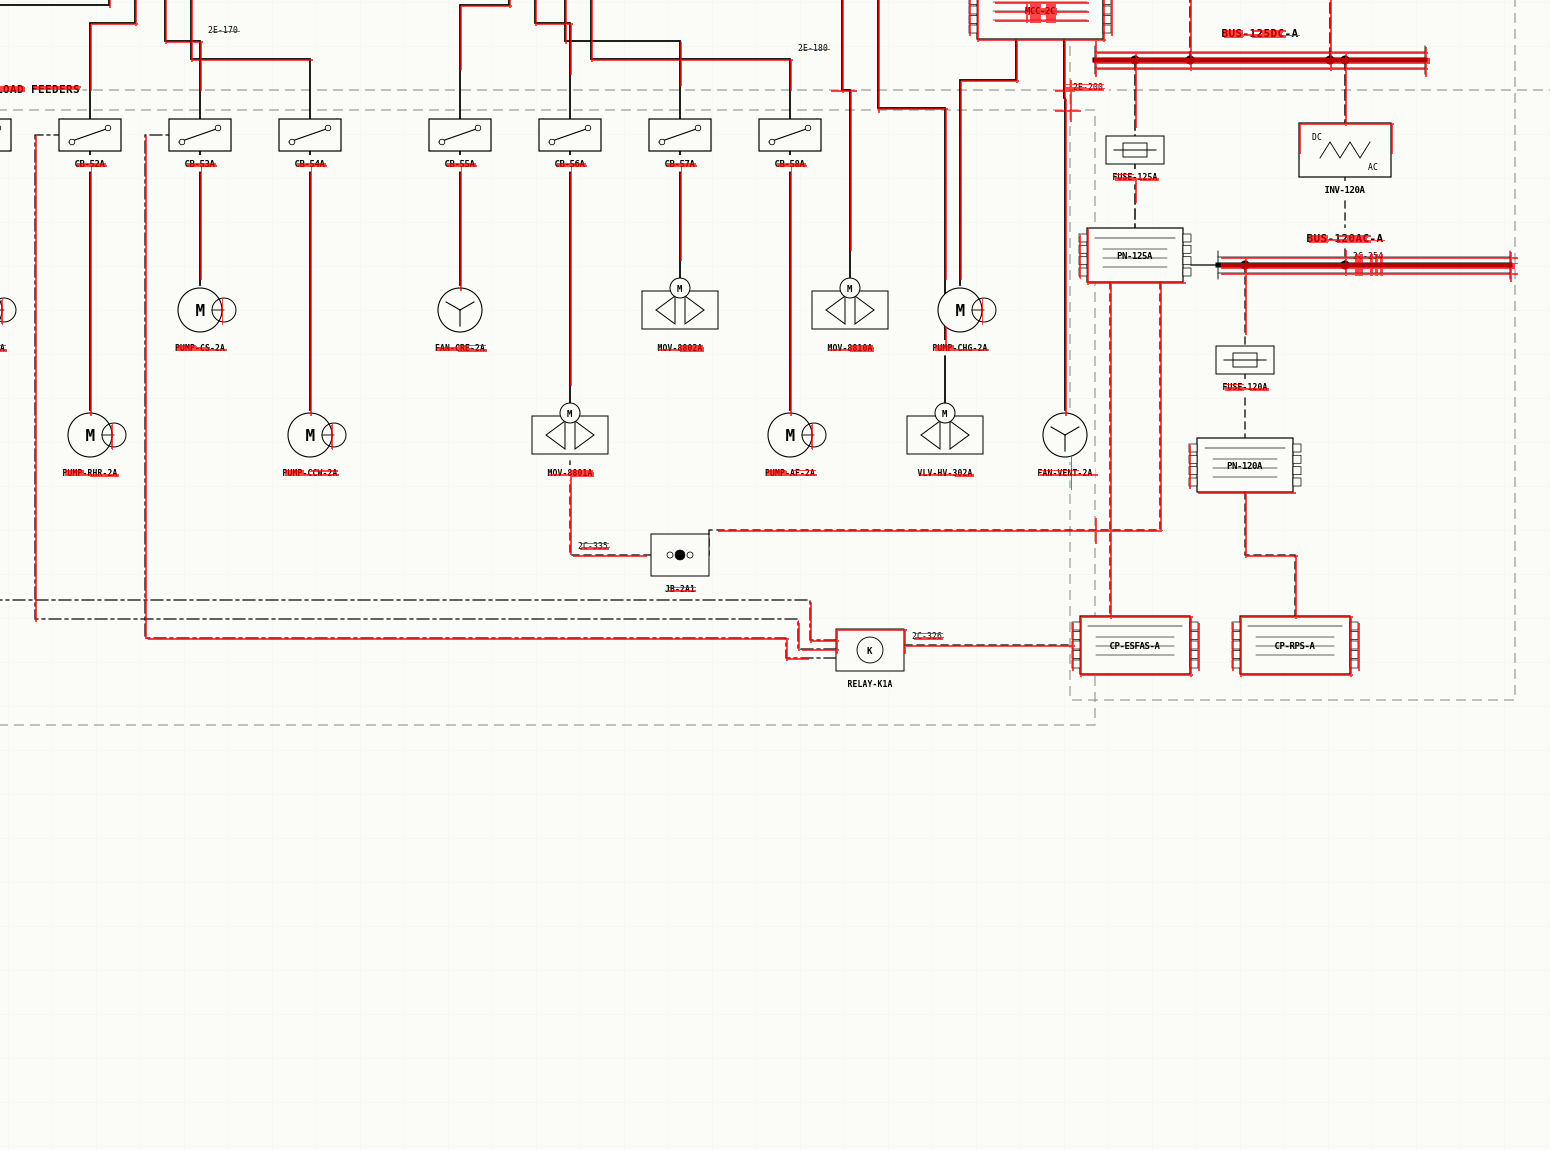 MCC-2C
2E-170
BUS-125DC-A
2E-180
2E-200
LOAD FEEDERS
DC
AC
CB-52A
CB-53A
CB-54A
CB-55A
CB-56A
CB-57A
CB-58A
FUSE-125A
INV-120A
BUS-120AC-A
PN-125A
M
M
M
M
A
PUMP-CS-2A
FAN-CRF-2A
MOV-8802A
MOV-8810A
PUMP-CHG-2A
FUSE-120A
M
M
M
M
M
PN-120A
PUMP-RHR-2A
PUMP-CCW-2A
MOV-8801A
PUMP-AF-2A
VLV-HV-302A
FAN-VENT-2A
2C-335
JB-2A1
2C-326
K
CP-ESFAS-A
CP-RPS-A
RELAY-K1A